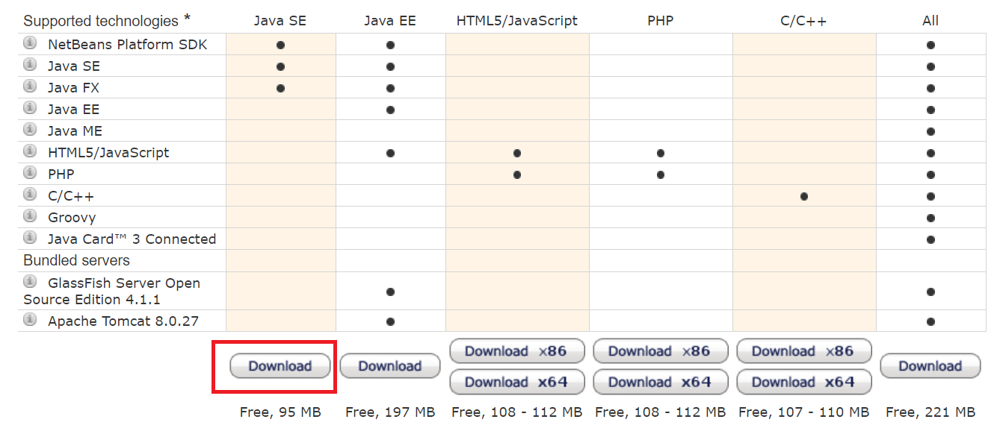 Supported technologies * Java SE Java EE HTML5/JavaScript PHP C/C++ All
NetBeans Platform SDK • • •
Java SE • • •
Java FX • • •
Java EE • •
Java ME •
HTML5/JavaScript • • • •
PHP • • •
C/C++ • •
Groovy •
Java Card™ 3 Connected •
Bundled servers
GlassFish Server Open
Source Edition 4.1.1 • •
Apache Tomcat 8.0.27 • •
Download x86 Download x86 Download x86
Download Download Download
Download x64 Download x64 Download x64
Free, 95 MB Free, 197 MB Free, 108 - 112 MB Free, 108 - 112 MB Free, 107 - 110 MB Free, 221 MB